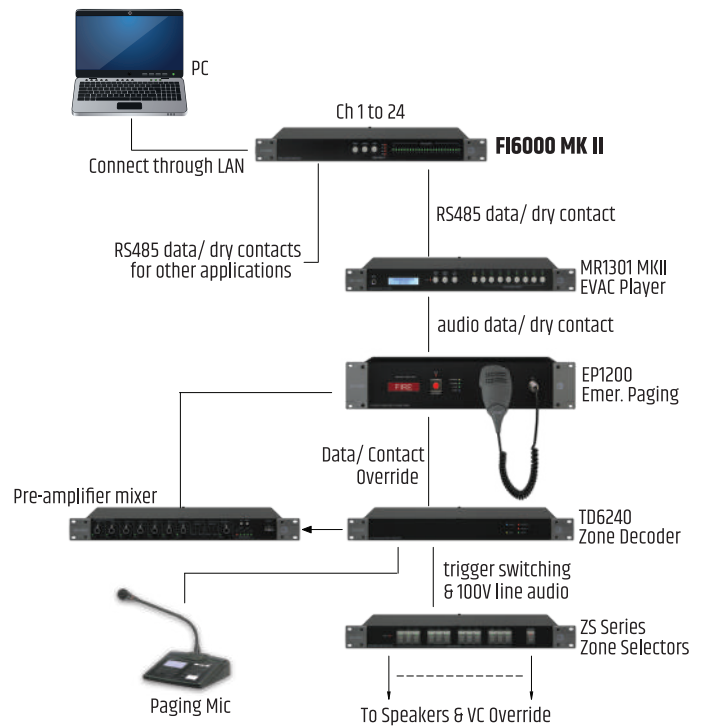 PC
Ch 1 to 24
FI6000 MK II
Connect through LAN
RS485 data/ dry contact
RS485 data/ dry contacts
for other applications
MR1301 MKII
EVAC Player
audio data/ dry contact
EP1200
Emer. Paging
FIRE
Data/ Contact
Override
Pre-amplifier mixer
TD6240
Zone Decoder
trigger switching
& 100V line audio
ZS Series
Zone Selectors
Paging Mic
To Speakers & VC Override